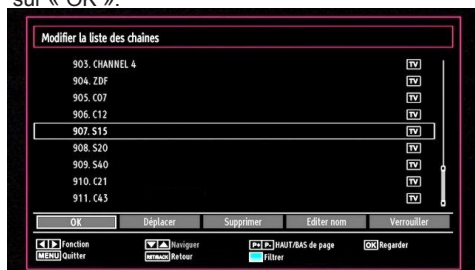 sur « OK ».
Modifier la liste des chaînes
903. CHANNEL 4 TV
904. ZDF TV
905. C07 TV
906. C12 TV
907. S15 TV
908. S20 TV
909. S40 TV
910. C21 TV
911. C43 TV
OK Déplacer Supprimer Editer nom Verrouiller
Fonction Naviguer P+ P- HAUT/BAS de page OK Regarder
MENU Quitter RET/BACK Retour Filtrer